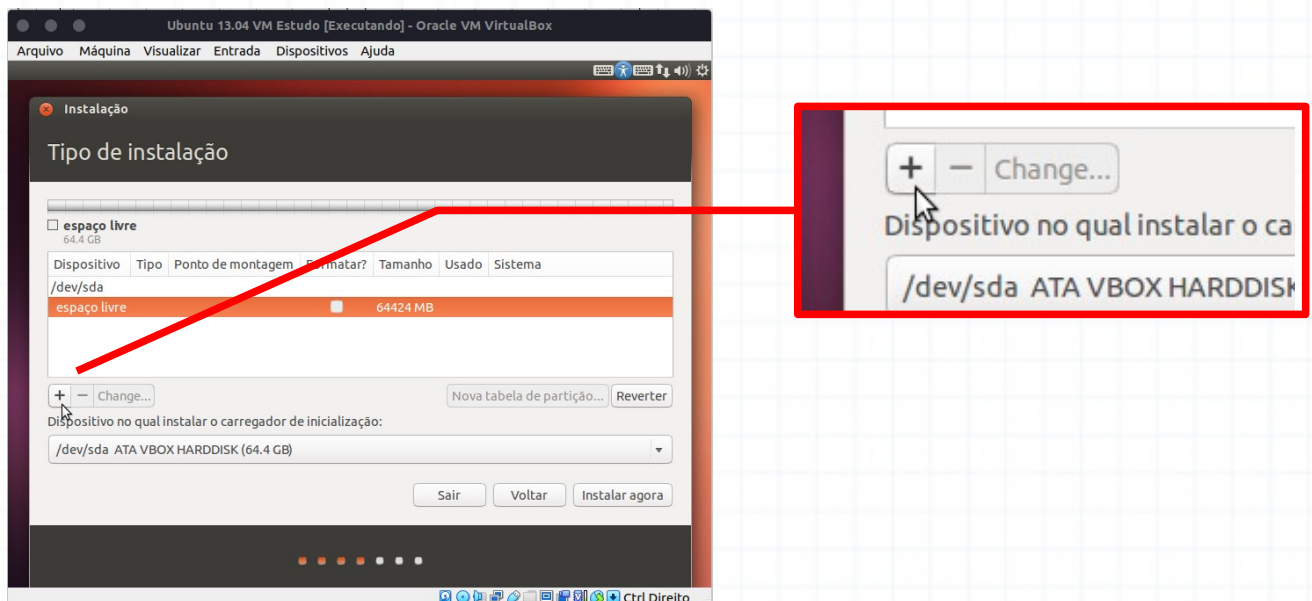 Ubuntu 13.04 VM Estudo [Executando] - Oracle VM VirtualBox
Arquivo Máquina Visualizar Entrada Dispositivos Ajuda
Instalação
Tipo de instalação
espaço livre
64.4 GB
Dispositivo Tipo Ponto de montagem Formatar? Tamanho Usado Sistema
/dev/sda
espaço livre 64424 MB
+ − Change... Nova tabela de partição... Reverter
Dispositivo no qual instalar o carregador de inicialização:
/dev/sda ATA VBOX HARDDISK (64.4 GB)
Sair Voltar Instalar agora
Ctrl Direito
+ − Change...
Dispositivo no qual instalar o ca
/dev/sda ATA VBOX HARDDISK